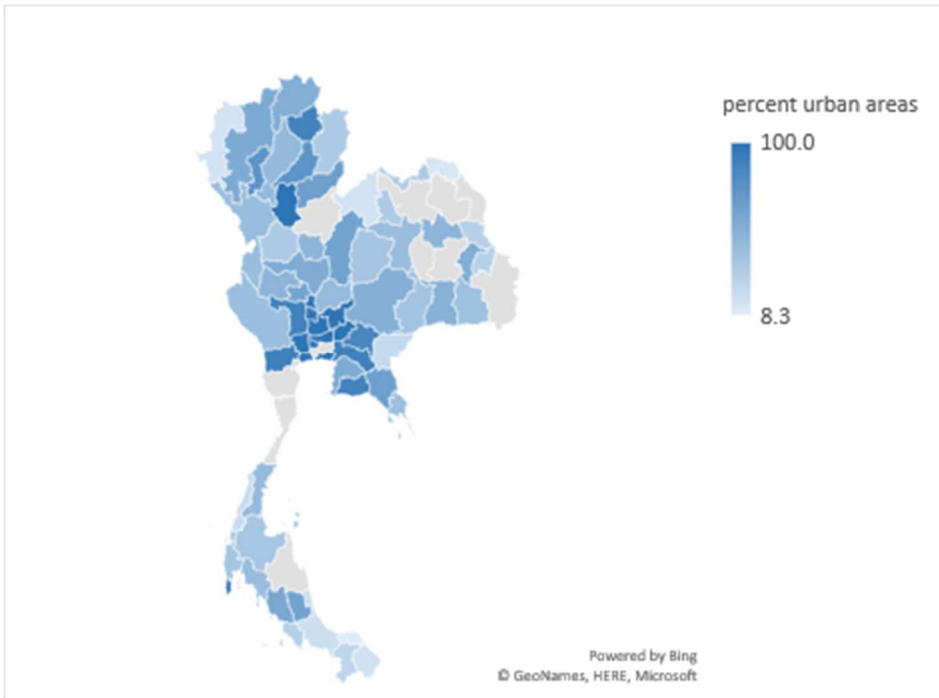 percent urban areas
100.0
8.3
Powered by Bing
© GeoNames, HERE, Microsoft